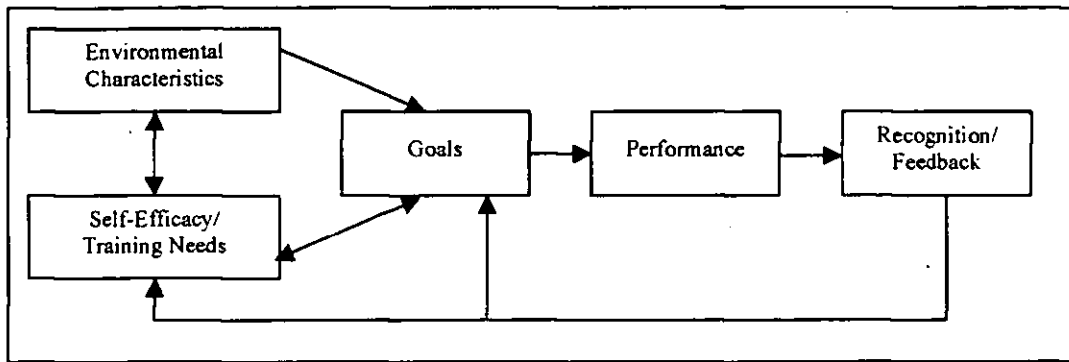 Environmental
Characteristics
Self-Efficacy/
Training Needs
Goals
Performance
Recognition/
Feedback